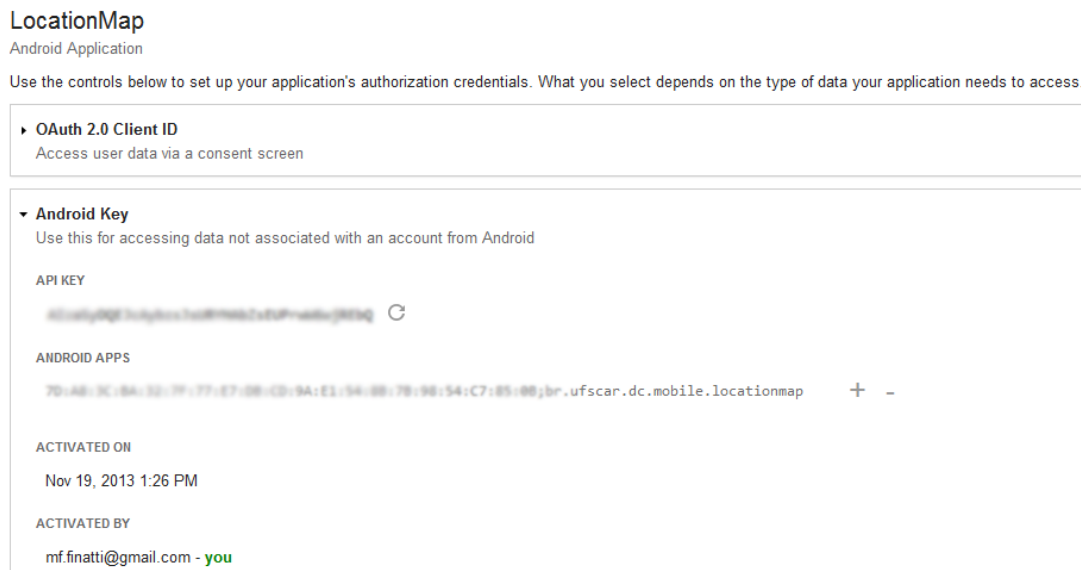 LocationMap
Android Application
Use the controls below to set up your application's authorization credentials. What you select depends on the type of data your application needs to access.
OAuth 2.0 Client ID
Access user data via a consent screen
Android Key
Use this for accessing data not associated with an account from Android
API KEY
ANDROID APPS
br.ufscar.dc.mobile.locationmap
ACTIVATED ON
Nov 19, 2013 1:26 PM
ACTIVATED BY
mf.finatti@gmail.com - you